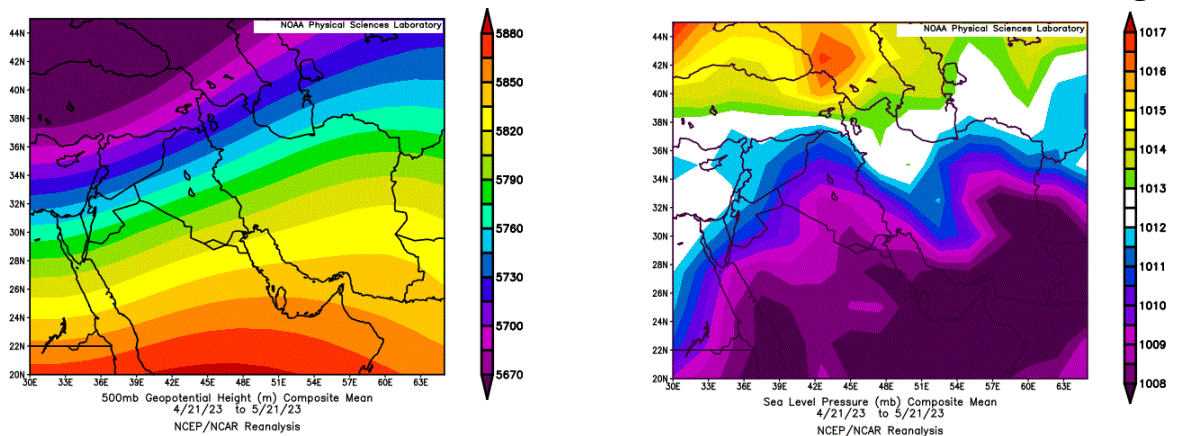 NOAA Physical Sciences Laboratory
44N
42N
40N
38N
36N
34N
32N
30N
28N
26N
24N
22N
20N
30E 33E 36E 39E 42E 45E 48E 51E 54E 57E 60E 63E
5880
5850
5820
5790
5760
5730
5700
5670
500mb Geopotential Height (m) Composite Mean
4/21/23 to 5/21/23
NCEP/NCAR Reanalysis
NOAA Physical Sciences Laboratory
44N
42N
40N
38N
36N
34N
32N
30N
28N
26N
24N
22N
20N
30E 33E 36E 39E 42E 45E 48E 51E 54E 57E 60E 63E
1017
1016
1015
1014
1013
1012
1011
1010
1009
1008
Sea Level Pressure (mb) Composite Mean
4/21/23 to 5/21/23
NCEP/NCAR Reanalysis